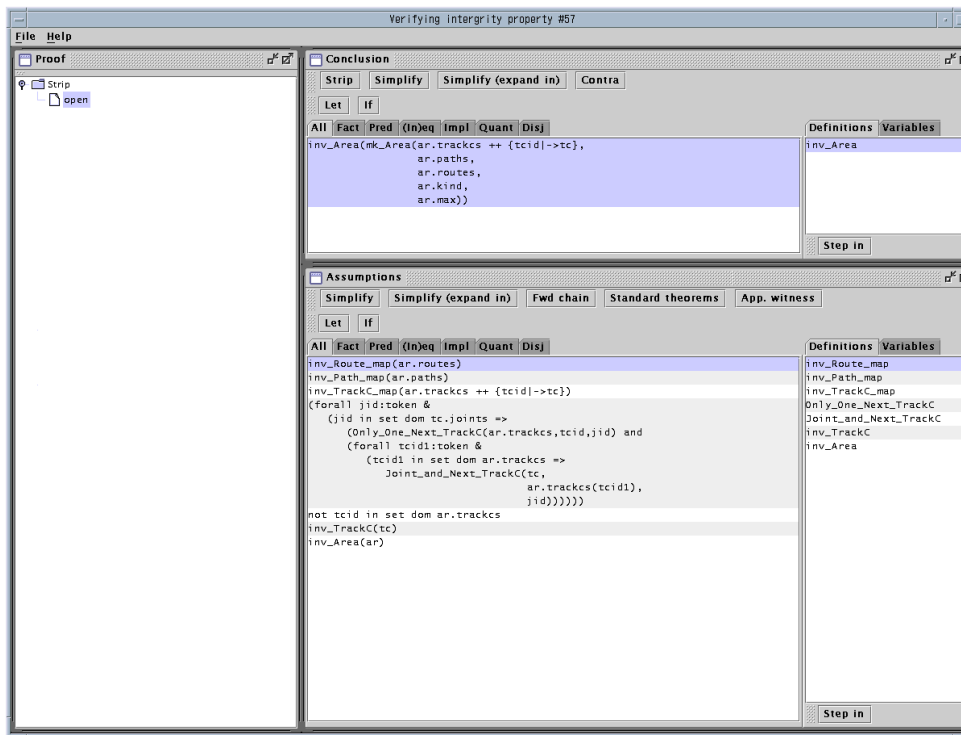 Verifying intergrity property #57
File Help
Proof
Strip
open
Conclusion
Strip Simplify Simplify (expand in) Contra
Let If
All Fact Pred (In)eq Impl Quant Disj
inv_Area(mk_Area(ar.trackcs ++ {tcid|->tc},
ar.paths,
ar.routes,
ar.kind,
ar.max))
Definitions Variables
inv_Area
Step in
Assumptions
Simplify Simplify (expand in) Fwd chain Standard theorems App. witness
Let If
All Fact Pred (In)eq Impl Quant Disj
inv_Route_map(ar.routes)
inv_Path_map(ar.paths)
inv_TrackC_map(ar.trackcs ++ {tcid|->tc})
(forall jid:token &
(jid in set dom tc.joints =>
(Only_One_Next_TrackC(ar.trackcs,tcid,jid) and
(forall tcid1:token &
(tcid1 in set dom ar.trackcs =>
Joint_and_Next_TrackC(tc,
ar.trackcs(tcid1),
jid))))))
not tcid in set dom ar.trackcs
inv_TrackC(tc)
inv_Area(ar)
Definitions Variables
inv_Route_map
inv_Path_map
inv_TrackC_map
Only_One_Next_TrackC
Joint_and_Next_TrackC
inv_TrackC
inv_Area
Step in